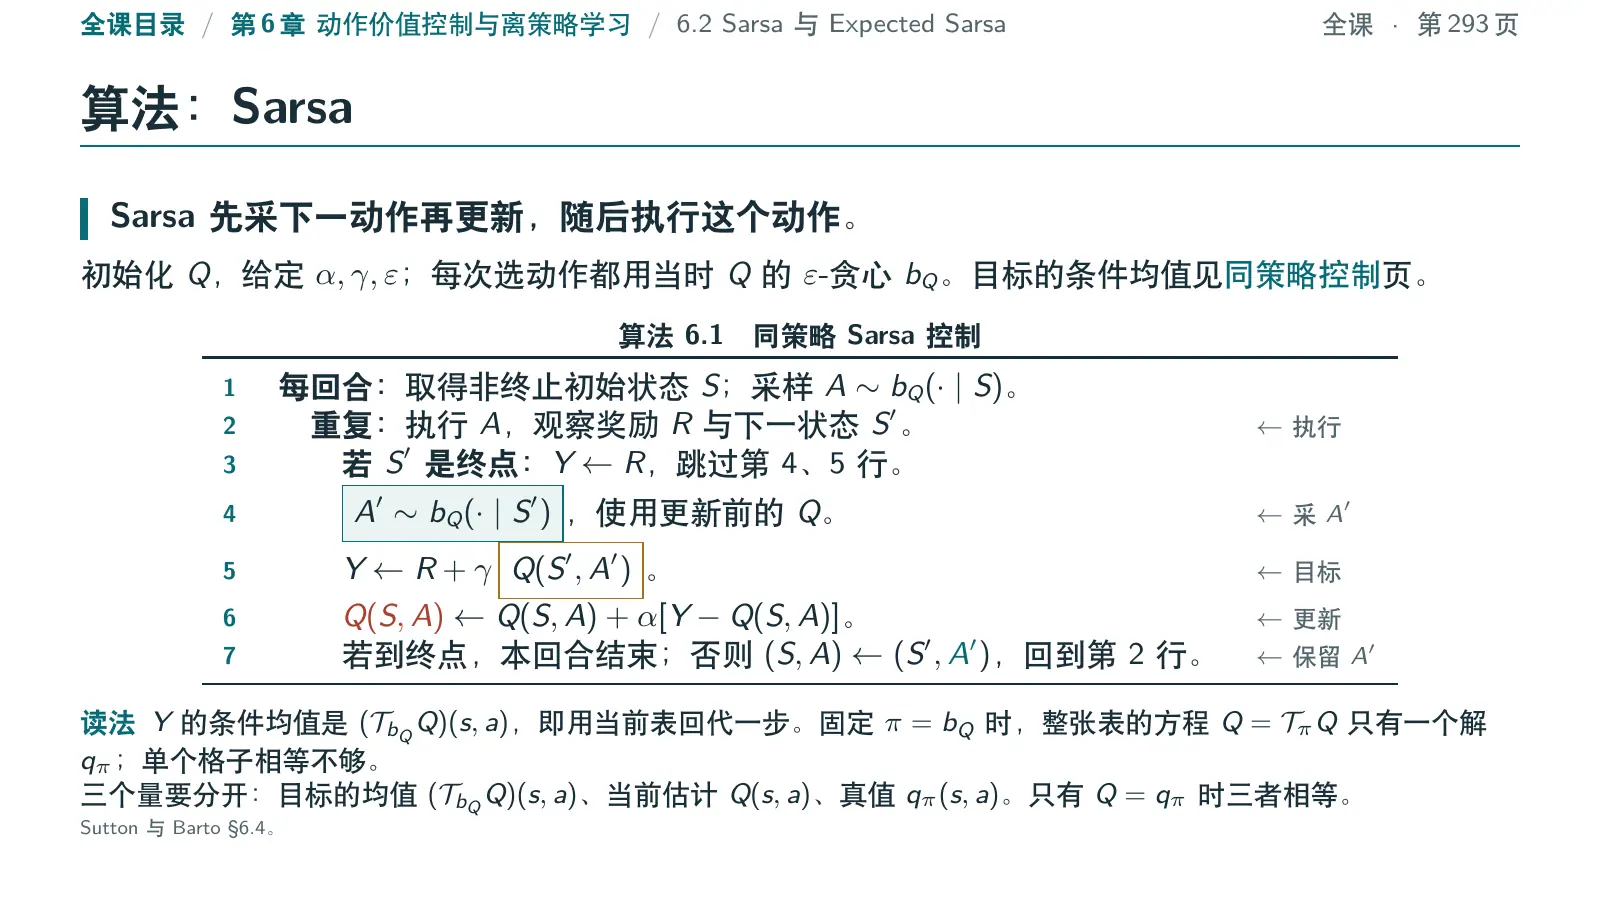 全课目录 / 第 6 章 动作价值控制与离策略学习 / 6.2 Sarsa 与 Expected Sarsa 全课 · 第 293 页
算法：Sarsa
Sarsa 先采下一动作再更新，随后执行这个动作。
初始化 Q，给定 α, γ, ε；每次选动作都用当时 Q 的 ε-贪心 b_Q。目标的条件均值见同策略控制页。
算法 6.1 同策略 Sarsa 控制
1 每回合：取得非终止初始状态 S；采样 A ∼ b_Q(· | S)。
2 重复：执行 A，观察奖励 R 与下一状态 S′。 ← 执行
3 若 S′ 是终点：Y ← R，跳过第 4、5 行。
4 A′ ∼ b_Q(· | S′)，使用更新前的 Q。 ← 采 A′
5 Y ← R + γ Q(S′, A′)。 ← 目标
6 Q(S, A) ← Q(S, A) + α[Y − Q(S, A)]。 ← 更新
7 若到终点，本回合结束；否则 (S, A) ← (S′, A′)，回到第 2 行。 ← 保留 A′
读法 Y 的条件均值是 (𝒯_{b_Q} Q)(s, a)，即用当前表回代一步。固定 π = b_Q 时，整张表的方程 Q = 𝒯_π Q 只有一个解
q_π；单个格子相等不够。
三个量要分开：目标的均值 (𝒯_{b_Q} Q)(s, a)、当前估计 Q(s, a)、真值 q_π(s, a)。只有 Q = q_π 时三者相等。
Sutton 与 Barto §6.4。